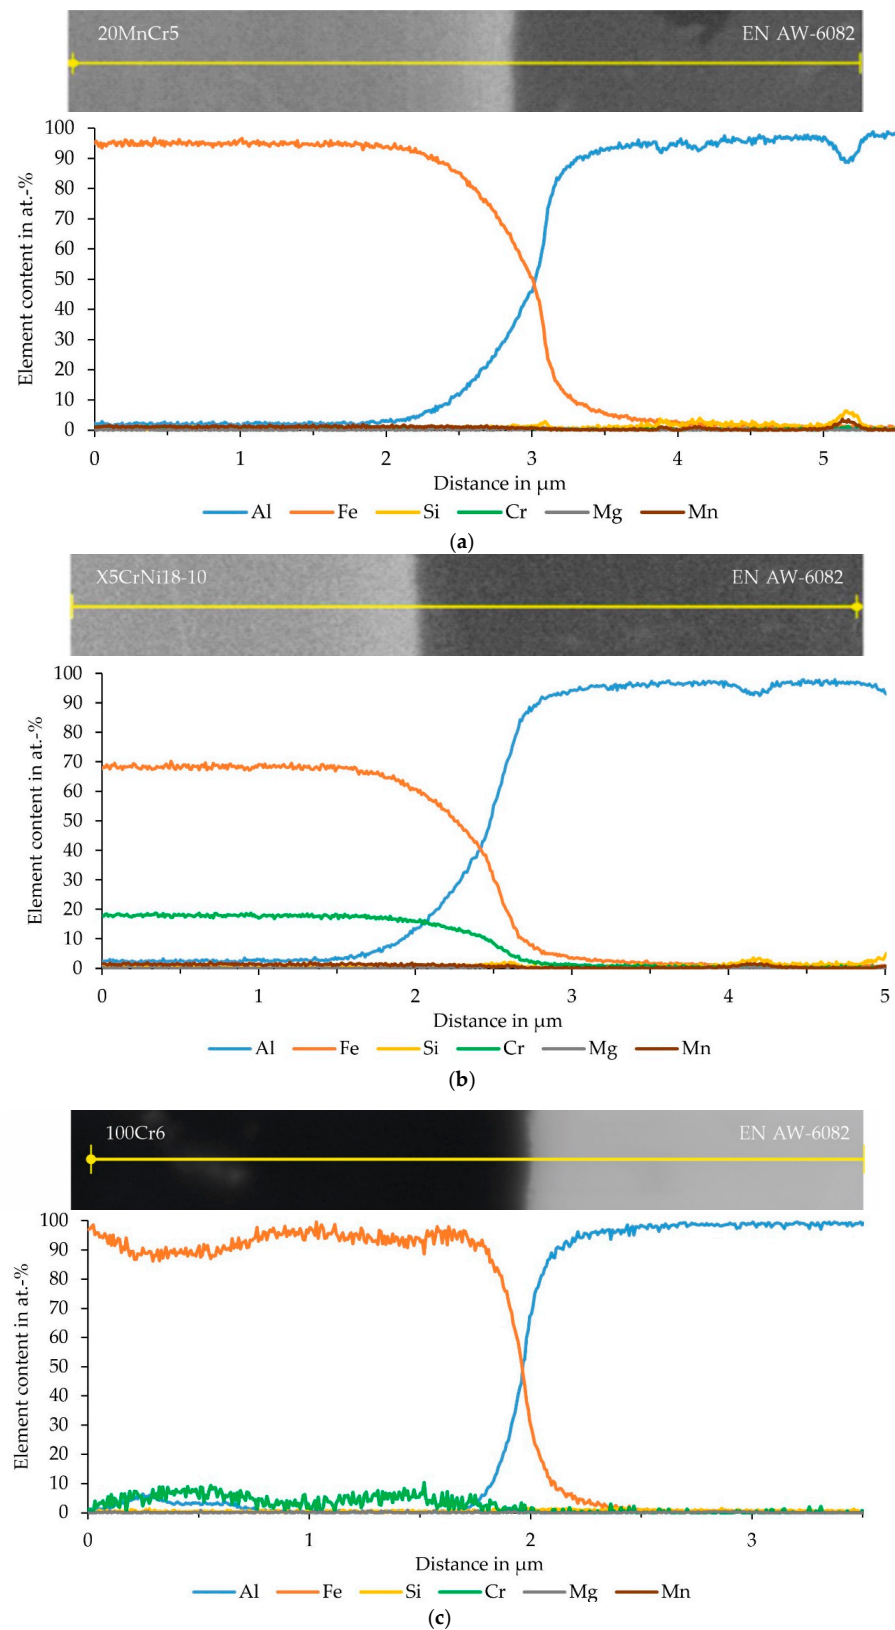 20MnCr5 EN AW-6082
100
90
80
70
60
50
40
30
20
10
0
Element content in at.-%
0 1 2 3 4 5
Distance in µm
Al Fe Si Cr Mg Mn
(a)
X5CrNi18-10 EN AW-6082
100
90
80
70
60
50
40
30
20
10
0
Element content in at.-%
0 1 2 3 4 5
Distance in µm
Al Fe Si Cr Mg Mn
(b)
100Cr6 EN AW-6082
100
90
80
70
60
50
40
30
20
10
0
Element content in at.-%
0 1 2 3
Distance in µm
Al Fe Si Cr Mg Mn
(c)